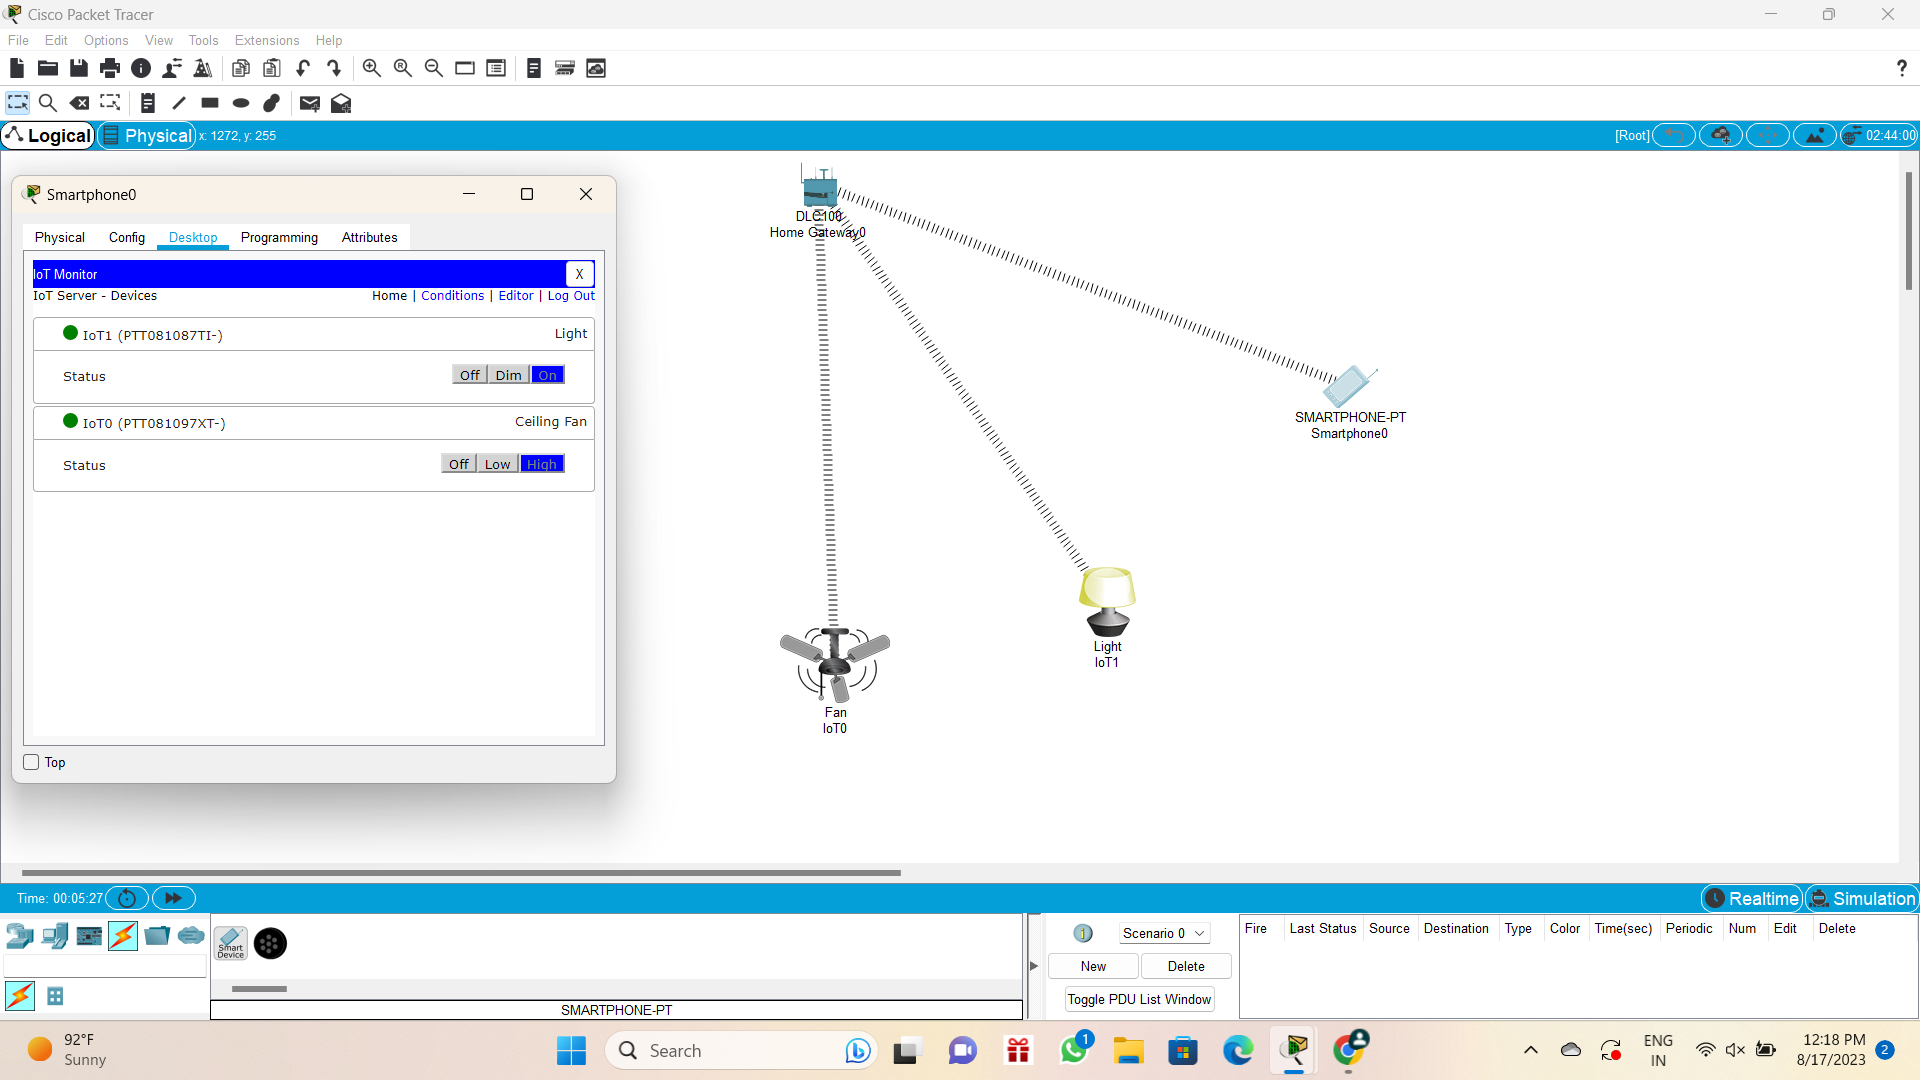 Cisco Packet Tracer
File Edit Options View Tools Extensions Help
?
Logical Physical x: 1272, y: 255 [Root] 02:44:00
Smartphone0
Physical Config Desktop Programming Attributes
IoT Monitor X
IoT Server - Devices Home | Conditions | Editor | Log Out
IoT1 (PTT081087TI-) Light
Status Off Dim On
IoT0 (PTT081097XT-) Ceiling Fan
Status Off Low High
Top
DLC100
Home Gateway0
SMARTPHONE-PT
Smartphone0
Light
IoT1
Fan
IoT0
Time: 00:05:27 Realtime Simulation
Smart
Device
SMARTPHONE-PT
1 Scenario 0
New Delete
Toggle PDU List Window
Fire Last Status Source Destination Type Color Time(sec) Periodic Num Edit Delete
92°F
Sunny
Search
1
ENG
IN
12:18 PM
8/17/2023
2